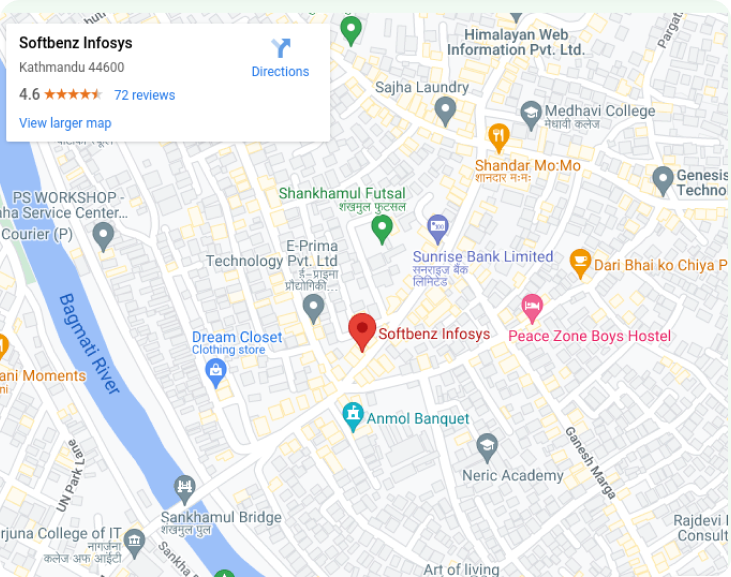 Softbenz Infosys
Kathmandu 44600
4.6
72 reviews
View larger map
Directions
Himalayan Web
Information Pvt. Ltd.
Pargat
Sajha Laundry
Medhavi College
मेधावी कलेज
Shandar Mo:Mo
शानदार म:म:
Genesis
Technol
PS WORKSHOP -
ha Service Center...
Courier (P)
Shankhamul Futsal
शंखमुल फुटसल
E-Prima
Technology Pvt. Ltd
ई-प्राइमा
प्रौद्योगिकी...
Sunrise Bank Limited
सनराइज बैंक
लिमिटेड
Dari Bhai ko Chiya P
Bagmati River
Softbenz Infosys
Peace Zone Boys Hostel
Dream Closet
Clothing store
ani Moments
ni
Anmol Banquet
Neric Academy
Ganesh Marga
UN Park Lane
Sankhamul Bridge
शंखमुल पुल
rjuna College of IT
नागार्जुना
कलेज अफ आईटी
Sankha
Rajdevi
Consult
Art of living